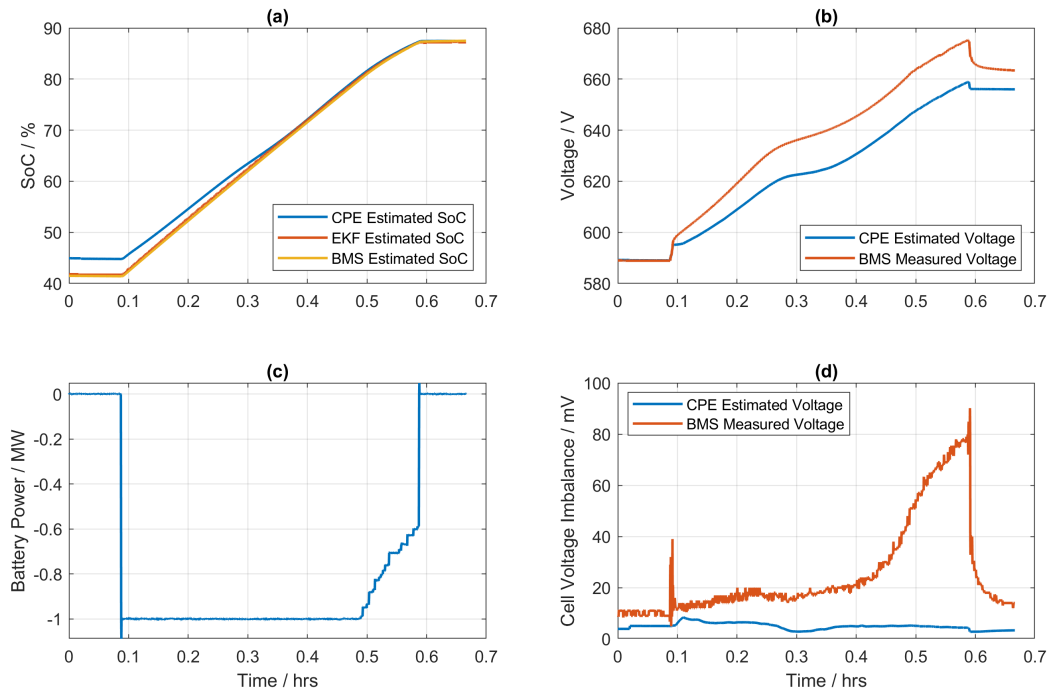 (a)
90
80
70
60
50
40
SoC / %
CPE Estimated SoC
EKF Estimated SoC
BMS Estimated SoC
0 0.1 0.2 0.3 0.4 0.5 0.6 0.7
Time / hrs
(b)
680
660
640
620
600
580
Voltage / V
CPE Estimated Voltage
BMS Measured Voltage
0 0.1 0.2 0.3 0.4 0.5 0.6 0.7
Time / hrs
(c)
0
-0.2
-0.4
-0.6
-0.8
-1
Battery Power / MW
0 0.1 0.2 0.3 0.4 0.5 0.6 0.7
Time / hrs
(d)
100
80
60
40
20
0
Cell Voltage Imbalance / mV
CPE Estimated Voltage
BMS Measured Voltage
0 0.1 0.2 0.3 0.4 0.5 0.6 0.7
Time / hrs